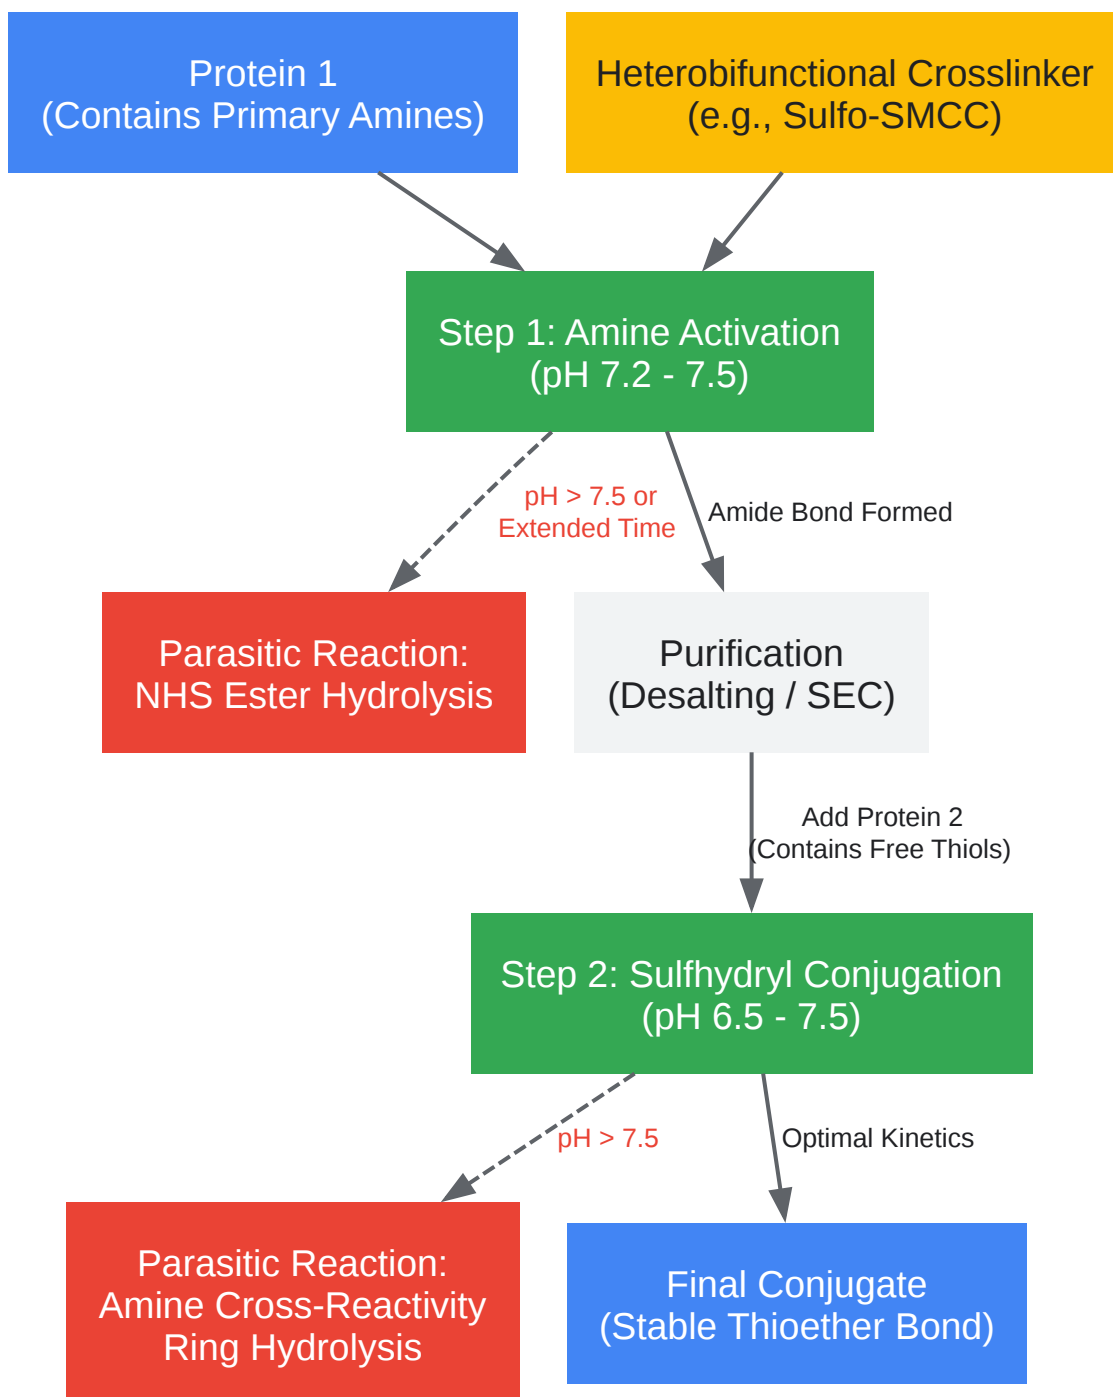 Protein 1
(Contains Primary Amines)
Heterobifunctional Crosslinker
(e.g., Sulfo-SMCC)
Step 1: Amine Activation
(pH 7.2 - 7.5)
pH > 7.5 or
Extended Time
Amide Bond Formed
Parasitic Reaction:
NHS Ester Hydrolysis
Purification
(Desalting / SEC)
Add Protein 2
(Contains Free Thiols)
Step 2: Sulfhydryl Conjugation
(pH 6.5 - 7.5)
pH > 7.5
Optimal Kinetics
Parasitic Reaction:
Amine Cross-Reactivity
Ring Hydrolysis
Final Conjugate
(Stable Thioether Bond)